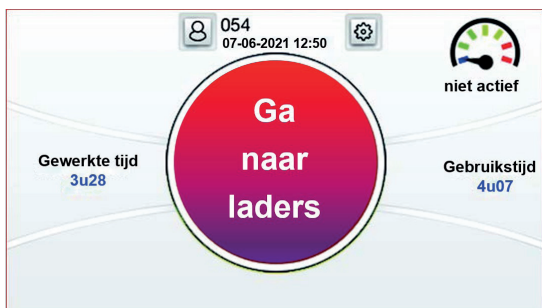 054
07-06-2021 12:50
niet actief
Ga
naar
laders
Gewerkte tijd
3u28
Gebruikstijd
4u07